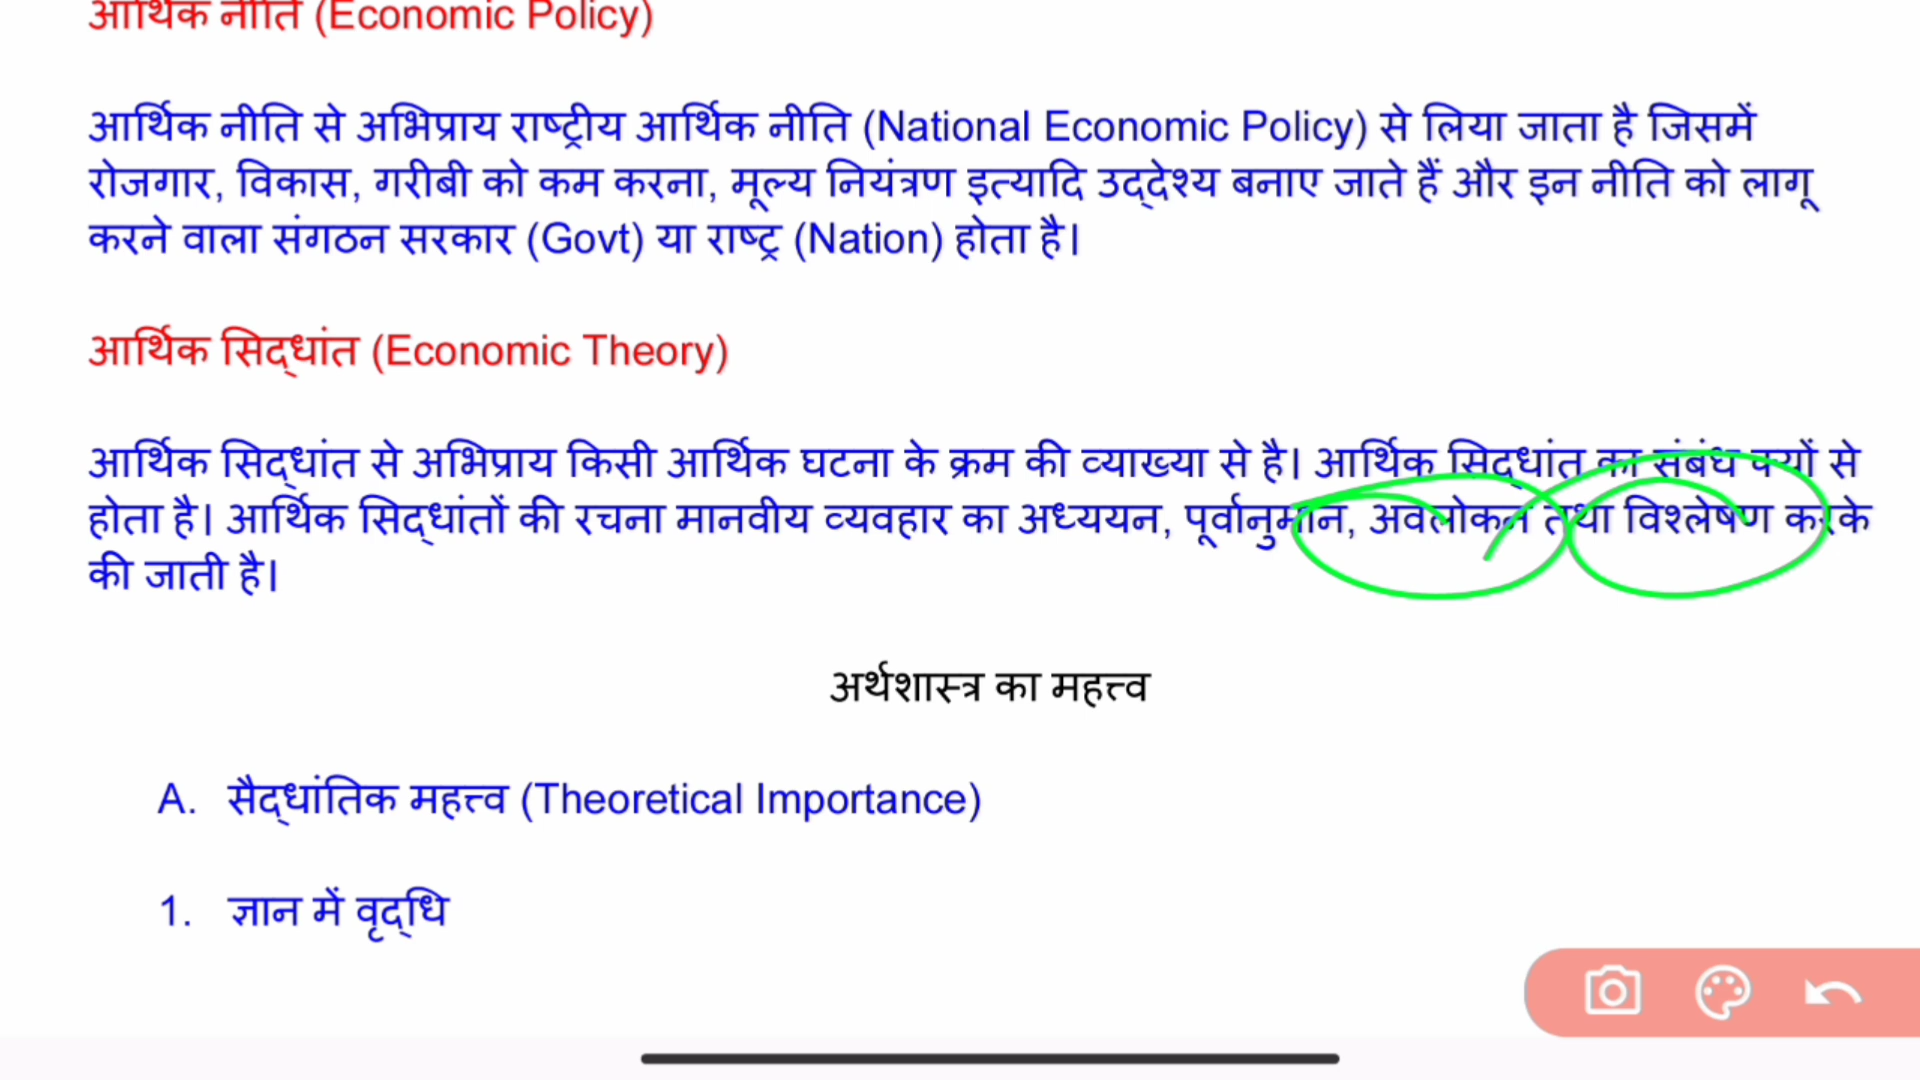 आर्थिक नीति (Economic Policy)
आर्थिक नीति से अभिप्राय राष्ट्रीय आर्थिक नीति (National Economic Policy) से लिया जाता है जिसमें
रोजगार, विकास, गरीबी को कम करना, मूल्य नियंत्रण इत्यादि उद्देश्य बनाए जाते हैं और इन नीति को लागू
करने वाला संगठन सरकार (Govt) या राष्ट्र (Nation) होता है।
आर्थिक सिद्धांत (Economic Theory)
आर्थिक सिद्धांत से अभिप्राय किसी आर्थिक घटना के क्रम की व्याख्या से है। आर्थिक सिद्धांत का संबंध क्यों से
होता है। आर्थिक सिद्धांतों की रचना मानवीय व्यवहार का अध्ययन, पूर्वानुमान, अवलोकन तथा विश्लेषण करके
की जाती है।
अर्थशास्त्र का महत्त्व
A. सैद्धांतिक महत्त्व (Theoretical Importance)
1. ज्ञान में वृद्धि